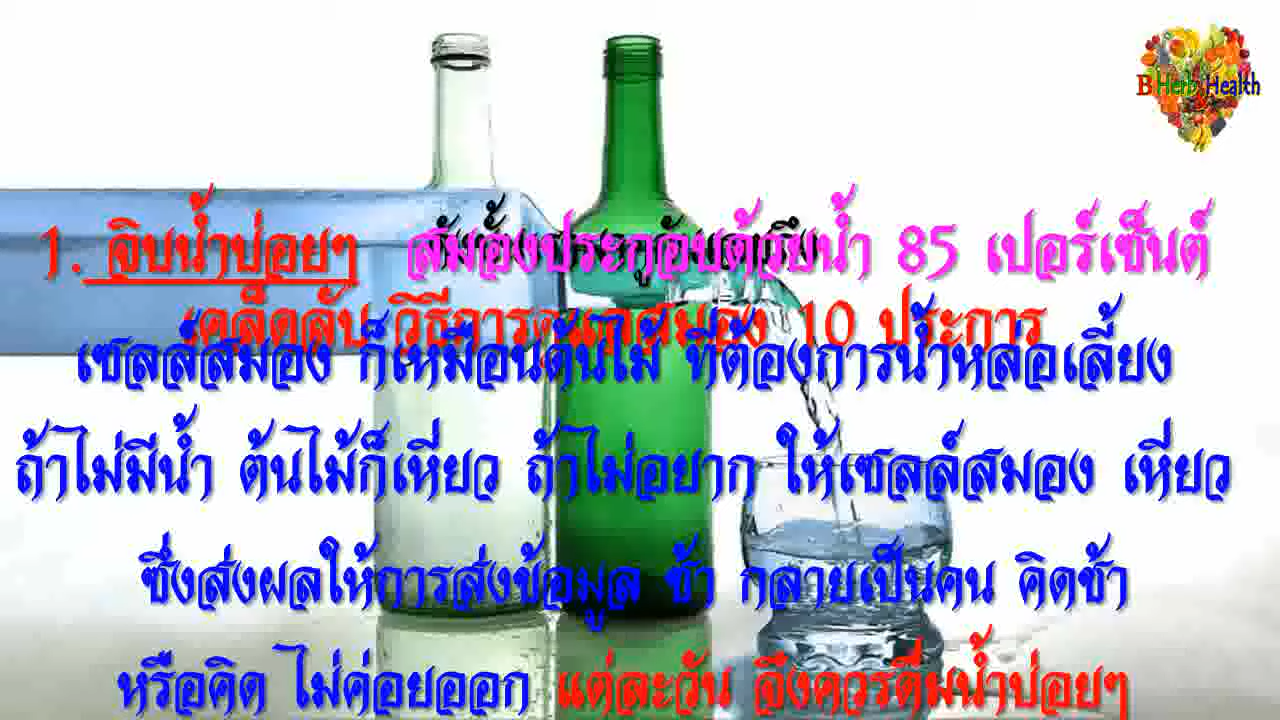 B Herb Health
1. จิบน้ำบ่อยๆ สมองประกอบด้วยน้ำ 85 เปอร์เซ็นต์
เคล็ดลับ วิธีการ 10 ประการ
เซลล์สมอง ก็เหมือนต้นไม้ ที่ต้องการน้ำหล่อเลี้ยง
ถ้าไม่มีน้ำ ต้นไม้ก็เหี่ยว ถ้าไม่อยาก ให้เซลล์สมอง เหี่ยว
ซึ่งส่งผลให้การส่งข้อมูล ช้า กลายเป็นคน คิดช้า
หรือคิด ไม่ค่อยออก แต่ละวัน จึงควรดื่มน้ำบ่อยๆ